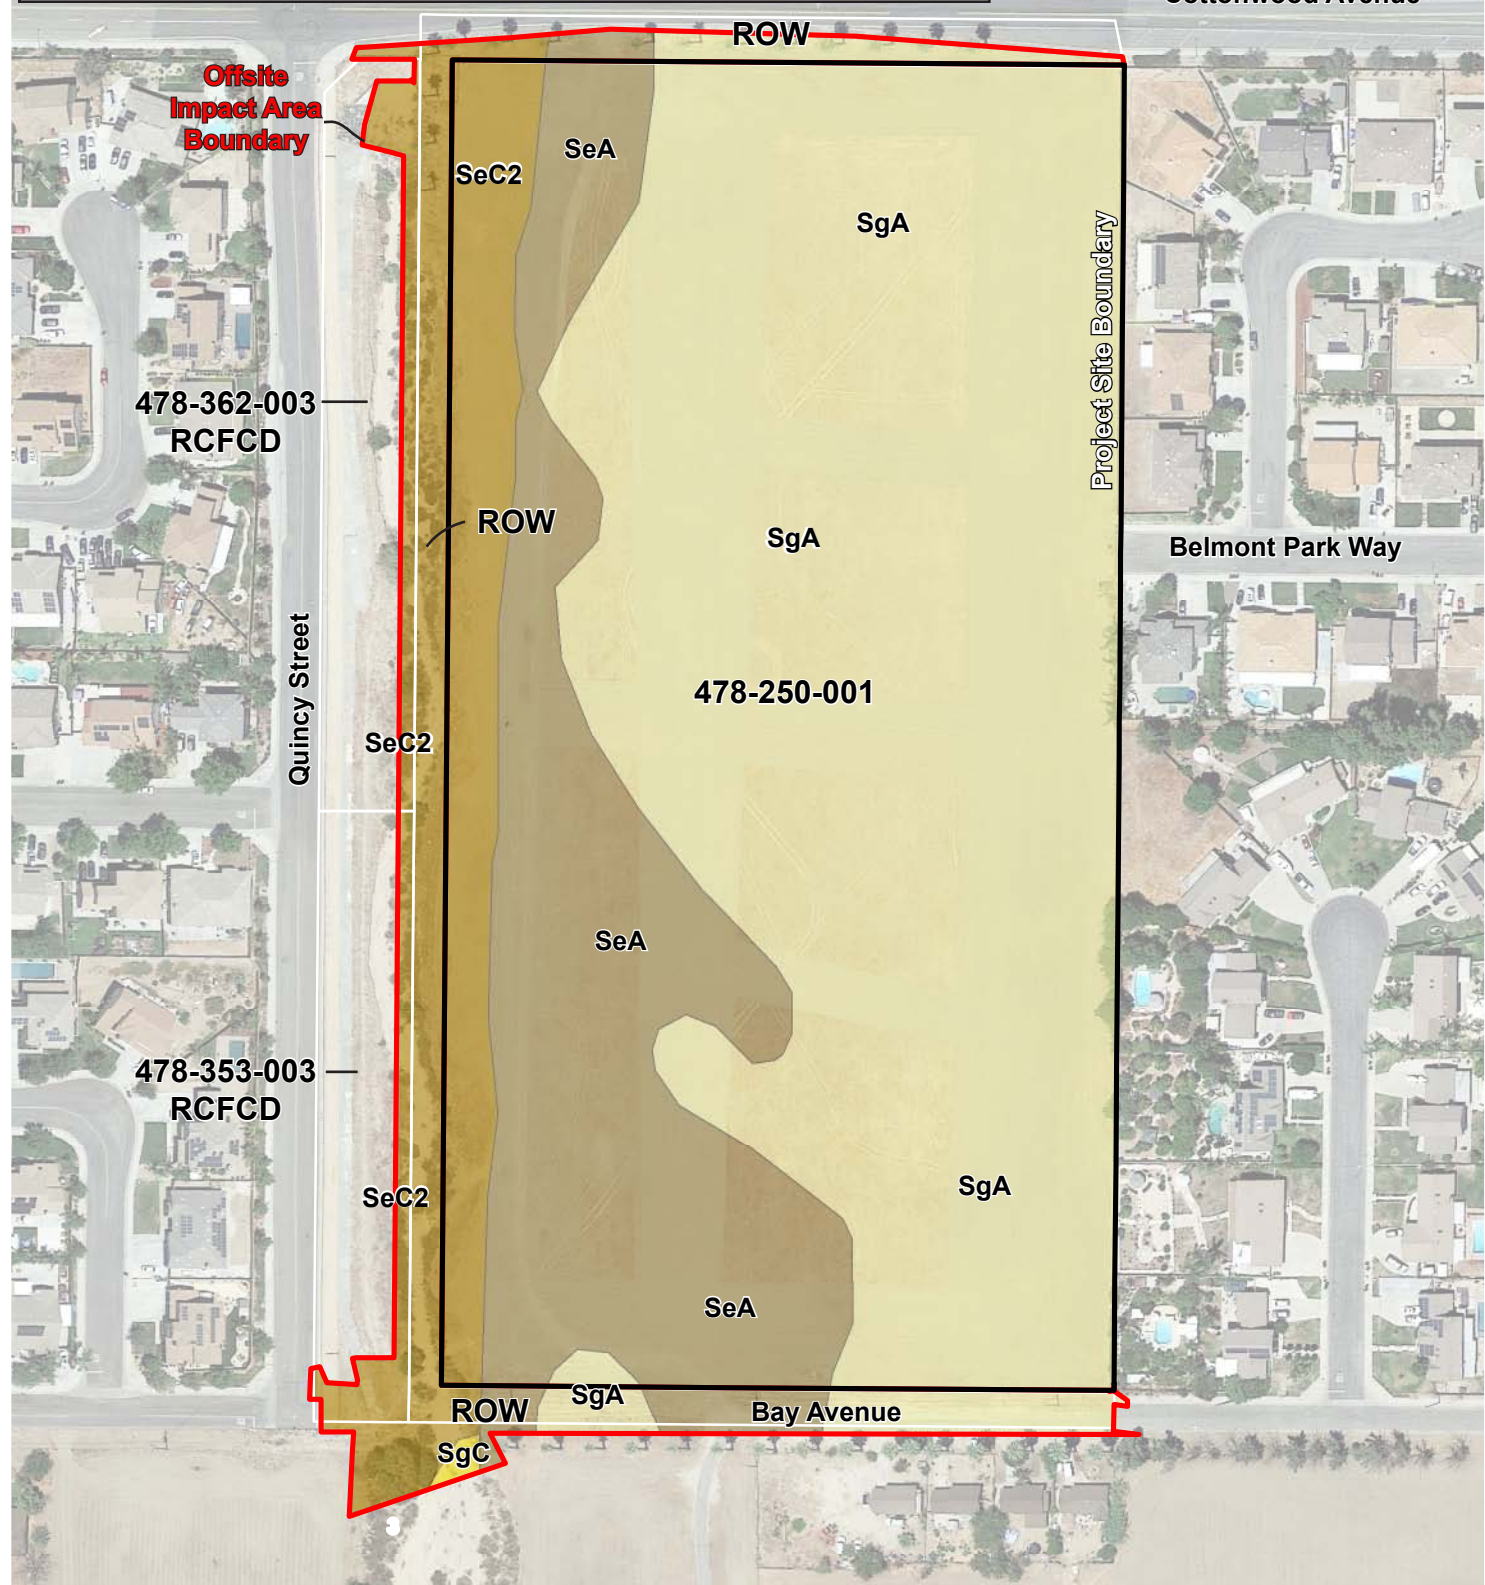 Cottonwood Avenue
ROW
Offsite
Impact Area
Boundary
SeA
SeC2
SgA
Project Site Boundary
478-362-003
RCFCD
ROW
SgA
Belmont Park Way
Quincy Street
478-250-001
SeC2
SeA
478-353-003
RCFCD
SgA
SeC2
SeA
SgA
ROW
Bay Avenue
SgC